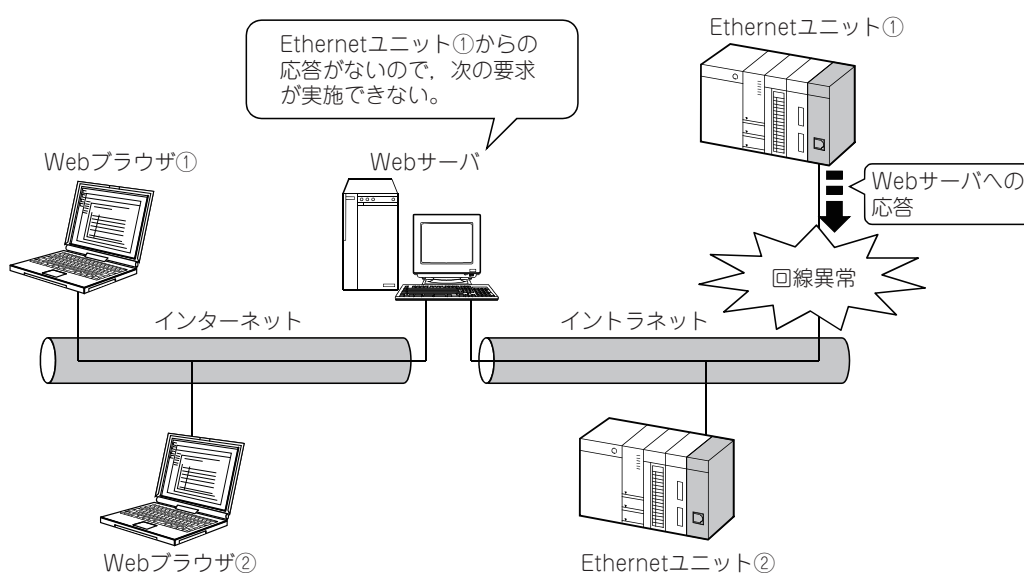 Ethernetユニット①
Ethernetユニット①からの
応答がないので，次の要求
が実施できない。
Webブラウザ①
Webサーバ
Webサーバへの
応答
回線異常
インターネット
イントラネット
Webブラウザ②
Ethernetユニット②